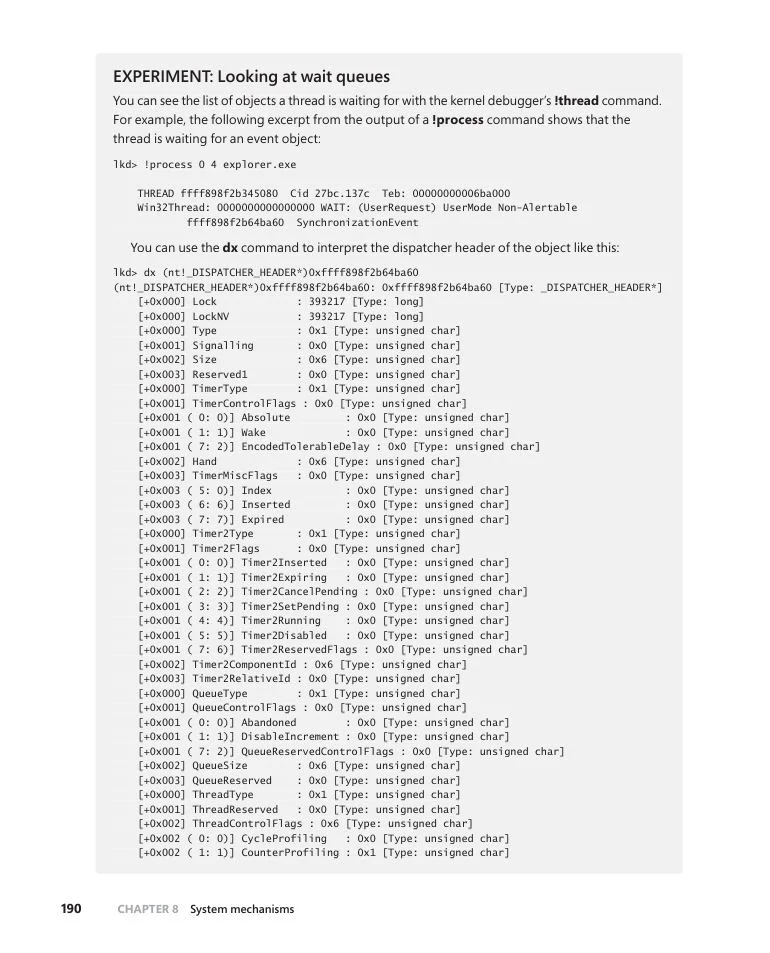 EXPERIMENT: Looking at wait queues
You can see the list of objects a thread is waiting for with the kernel debugger's !thread command.
For example, the following excerpt from the output of a !process command shows that the
thread is waiting for an event object:
lkd> !process 0 4 explorer.exe
THREAD ffff898f2b345080  Cid 27bc.137c  Teb: 00000000006ba000
Win32Thread: 0000000000000000 WAIT: (UserRequest) UserMode Non-Alertable
ffff898f2b64ba60  SynchronizationEvent
You can use the dx command to interpret the dispatcher header of the object like this:
lkd> dx (nt!_DISPATCHER_HEADER*)0xffff898f2b64ba60
(nt!_DISPATCHER_HEADER*)0xffff898f2b64ba60: 0xffff898f2b64ba60 [Type: _DISPATCHER_HEADER*]
[+0x000] Lock             : 393217 [Type: long]
[+0x000] LockNV           : 393217 [Type: long]
[+0x000] Type             : 0x1 [Type: unsigned char]
[+0x001] Signalling       : 0x0 [Type: unsigned char]
[+0x002] Size             : 0x6 [Type: unsigned char]
[+0x003] Reserved1        : 0x0 [Type: unsigned char]
[+0x000] TimerType        : 0x1 [Type: unsigned char]
[+0x001] TimerControlFlags : 0x0 [Type: unsigned char]
[+0x001 ( 0: 0)] Absolute         : 0x0 [Type: unsigned char]
[+0x001 ( 1: 1)] Wake             : 0x0 [Type: unsigned char]
[+0x001 ( 7: 2)] EncodedTolerableDelay : 0x0 [Type: unsigned char]
[+0x002] Hand             : 0x6 [Type: unsigned char]
[+0x003] TimerMiscFlags   : 0x0 [Type: unsigned char]
[+0x003 ( 5: 0)] Index            : 0x0 [Type: unsigned char]
[+0x003 ( 6: 6)] Inserted         : 0x0 [Type: unsigned char]
[+0x003 ( 7: 7)] Expired          : 0x0 [Type: unsigned char]
[+0x000] Timer2Type       : 0x1 [Type: unsigned char]
[+0x001] Timer2Flags      : 0x0 [Type: unsigned char]
[+0x001 ( 0: 0)] Timer2Inserted   : 0x0 [Type: unsigned char]
[+0x001 ( 1: 1)] Timer2Expiring   : 0x0 [Type: unsigned char]
[+0x001 ( 2: 2)] Timer2CancelPending : 0x0 [Type: unsigned char]
[+0x001 ( 3: 3)] Timer2SetPending : 0x0 [Type: unsigned char]
[+0x001 ( 4: 4)] Timer2Running    : 0x0 [Type: unsigned char]
[+0x001 ( 5: 5)] Timer2Disabled   : 0x0 [Type: unsigned char]
[+0x001 ( 7: 6)] Timer2ReservedFlags : 0x0 [Type: unsigned char]
[+0x002] Timer2ComponentId : 0x6 [Type: unsigned char]
[+0x003] Timer2RelativeId : 0x0 [Type: unsigned char]
[+0x000] QueueType        : 0x1 [Type: unsigned char]
[+0x001] QueueControlFlags : 0x0 [Type: unsigned char]
[+0x001 ( 0: 0)] Abandoned        : 0x0 [Type: unsigned char]
[+0x001 ( 1: 1)] DisableIncrement : 0x0 [Type: unsigned char]
[+0x001 ( 7: 2)] QueueReservedControlFlags : 0x0 [Type: unsigned char]
[+0x002] QueueSize        : 0x6 [Type: unsigned char]
[+0x003] QueueReserved    : 0x0 [Type: unsigned char]
[+0x000] ThreadType       : 0x1 [Type: unsigned char]
[+0x001] ThreadReserved   : 0x0 [Type: unsigned char]
[+0x002] ThreadControlFlags : 0x6 [Type: unsigned char]
[+0x002 ( 0: 0)] CycleProfiling   : 0x0 [Type: unsigned char]
[+0x002 ( 1: 1)] CounterProfiling : 0x1 [Type: unsigned char]
190 CHAPTER 8 System mechanisms